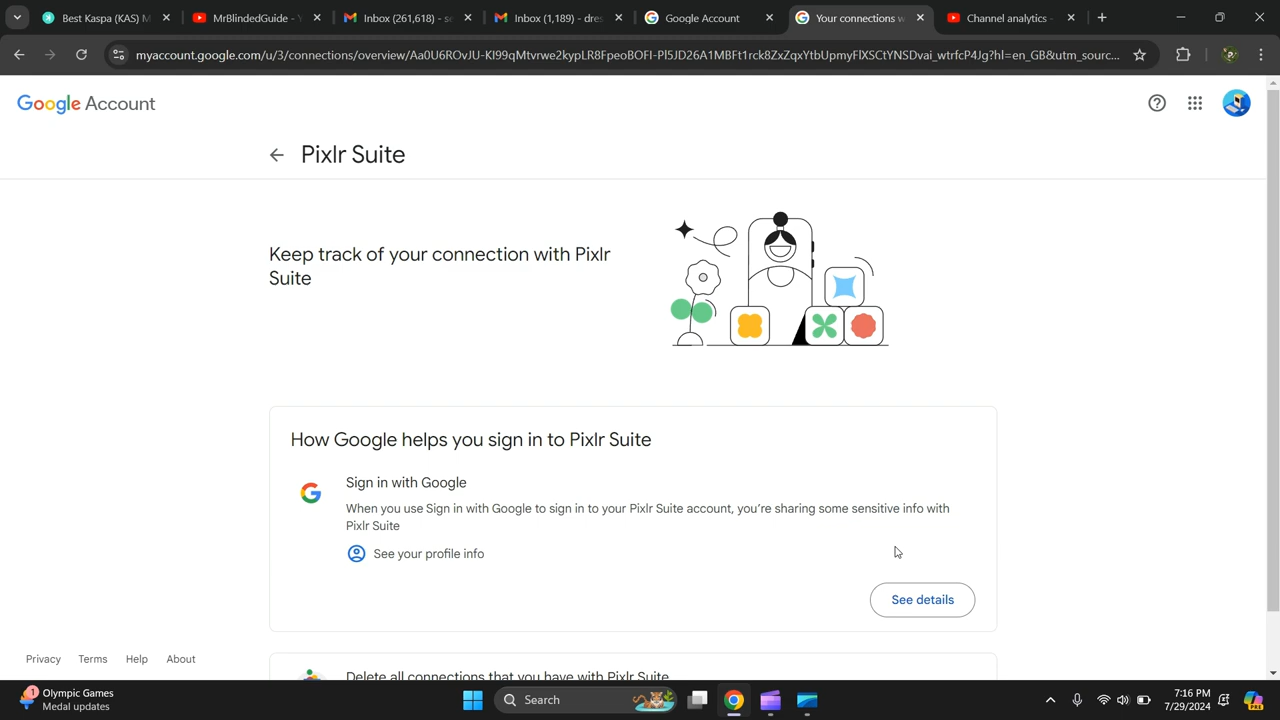 Best Kaspa (KAS) M
MrBlindedGuide - Y
Inbox (261,618) - se
Inbox (1,189) - dres
Google Account
Your connections w
Channel analytics -
myaccount.google.com/u/3/connections/overview/Aa0U6ROvJU-KI99qMtvrwe2kypLR8FpeoBOFI-Pl5JD26A1MBFt1rck8ZxZqxYtbUpmyFlXSCtYNSDvai_wtrfcP4Jg?hl=en_GB&utm_sourc...
Google Account
Pixlr Suite
Keep track of your connection with Pixlr
Suite
How Google helps you sign in to Pixlr Suite
Sign in with Google
When you use Sign in with Google to sign in to your Pixlr Suite account, you're sharing some sensitive info with
Pixlr Suite
See your profile info
See details
Privacy Terms Help About
Delete all connections that you have with Pixlr Suite
1
Olympic Games
Medal updates
Search
7:16 PM
7/29/2024